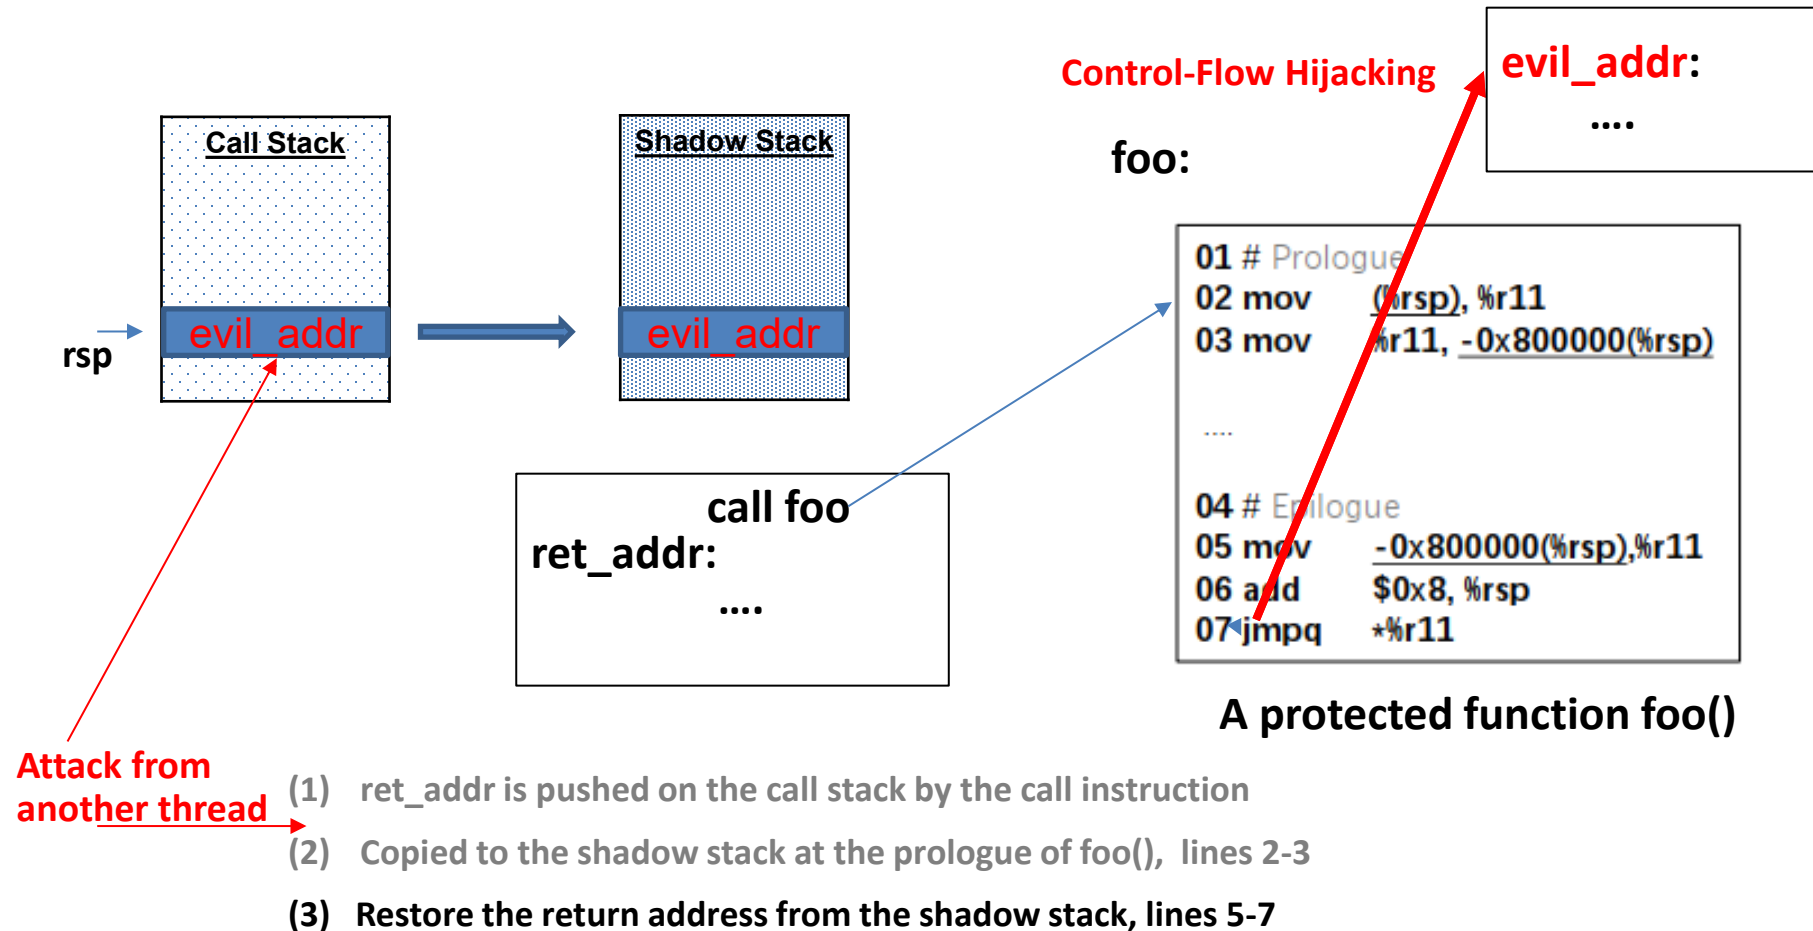 Control-Flow Hijacking
evil_addr:
....
Call Stack
Shadow Stack
foo:
rsp
evil_addr
evil_addr
01 # Prologue
02 mov (%rsp), %r11
03 mov %r11, -0x800000(%rsp)
....
04 # Epilogue
05 mov -0x800000(%rsp),%r11
06 add $0x8, %rsp
07 jmpq *%r11
call foo
ret_addr:
....
A protected function foo()
Attack from
another thread
(1) ret_addr is pushed on the call stack by the call instruction
(2) Copied to the shadow stack at the prologue of foo(), lines 2-3
(3) Restore the return address from the shadow stack, lines 5-7